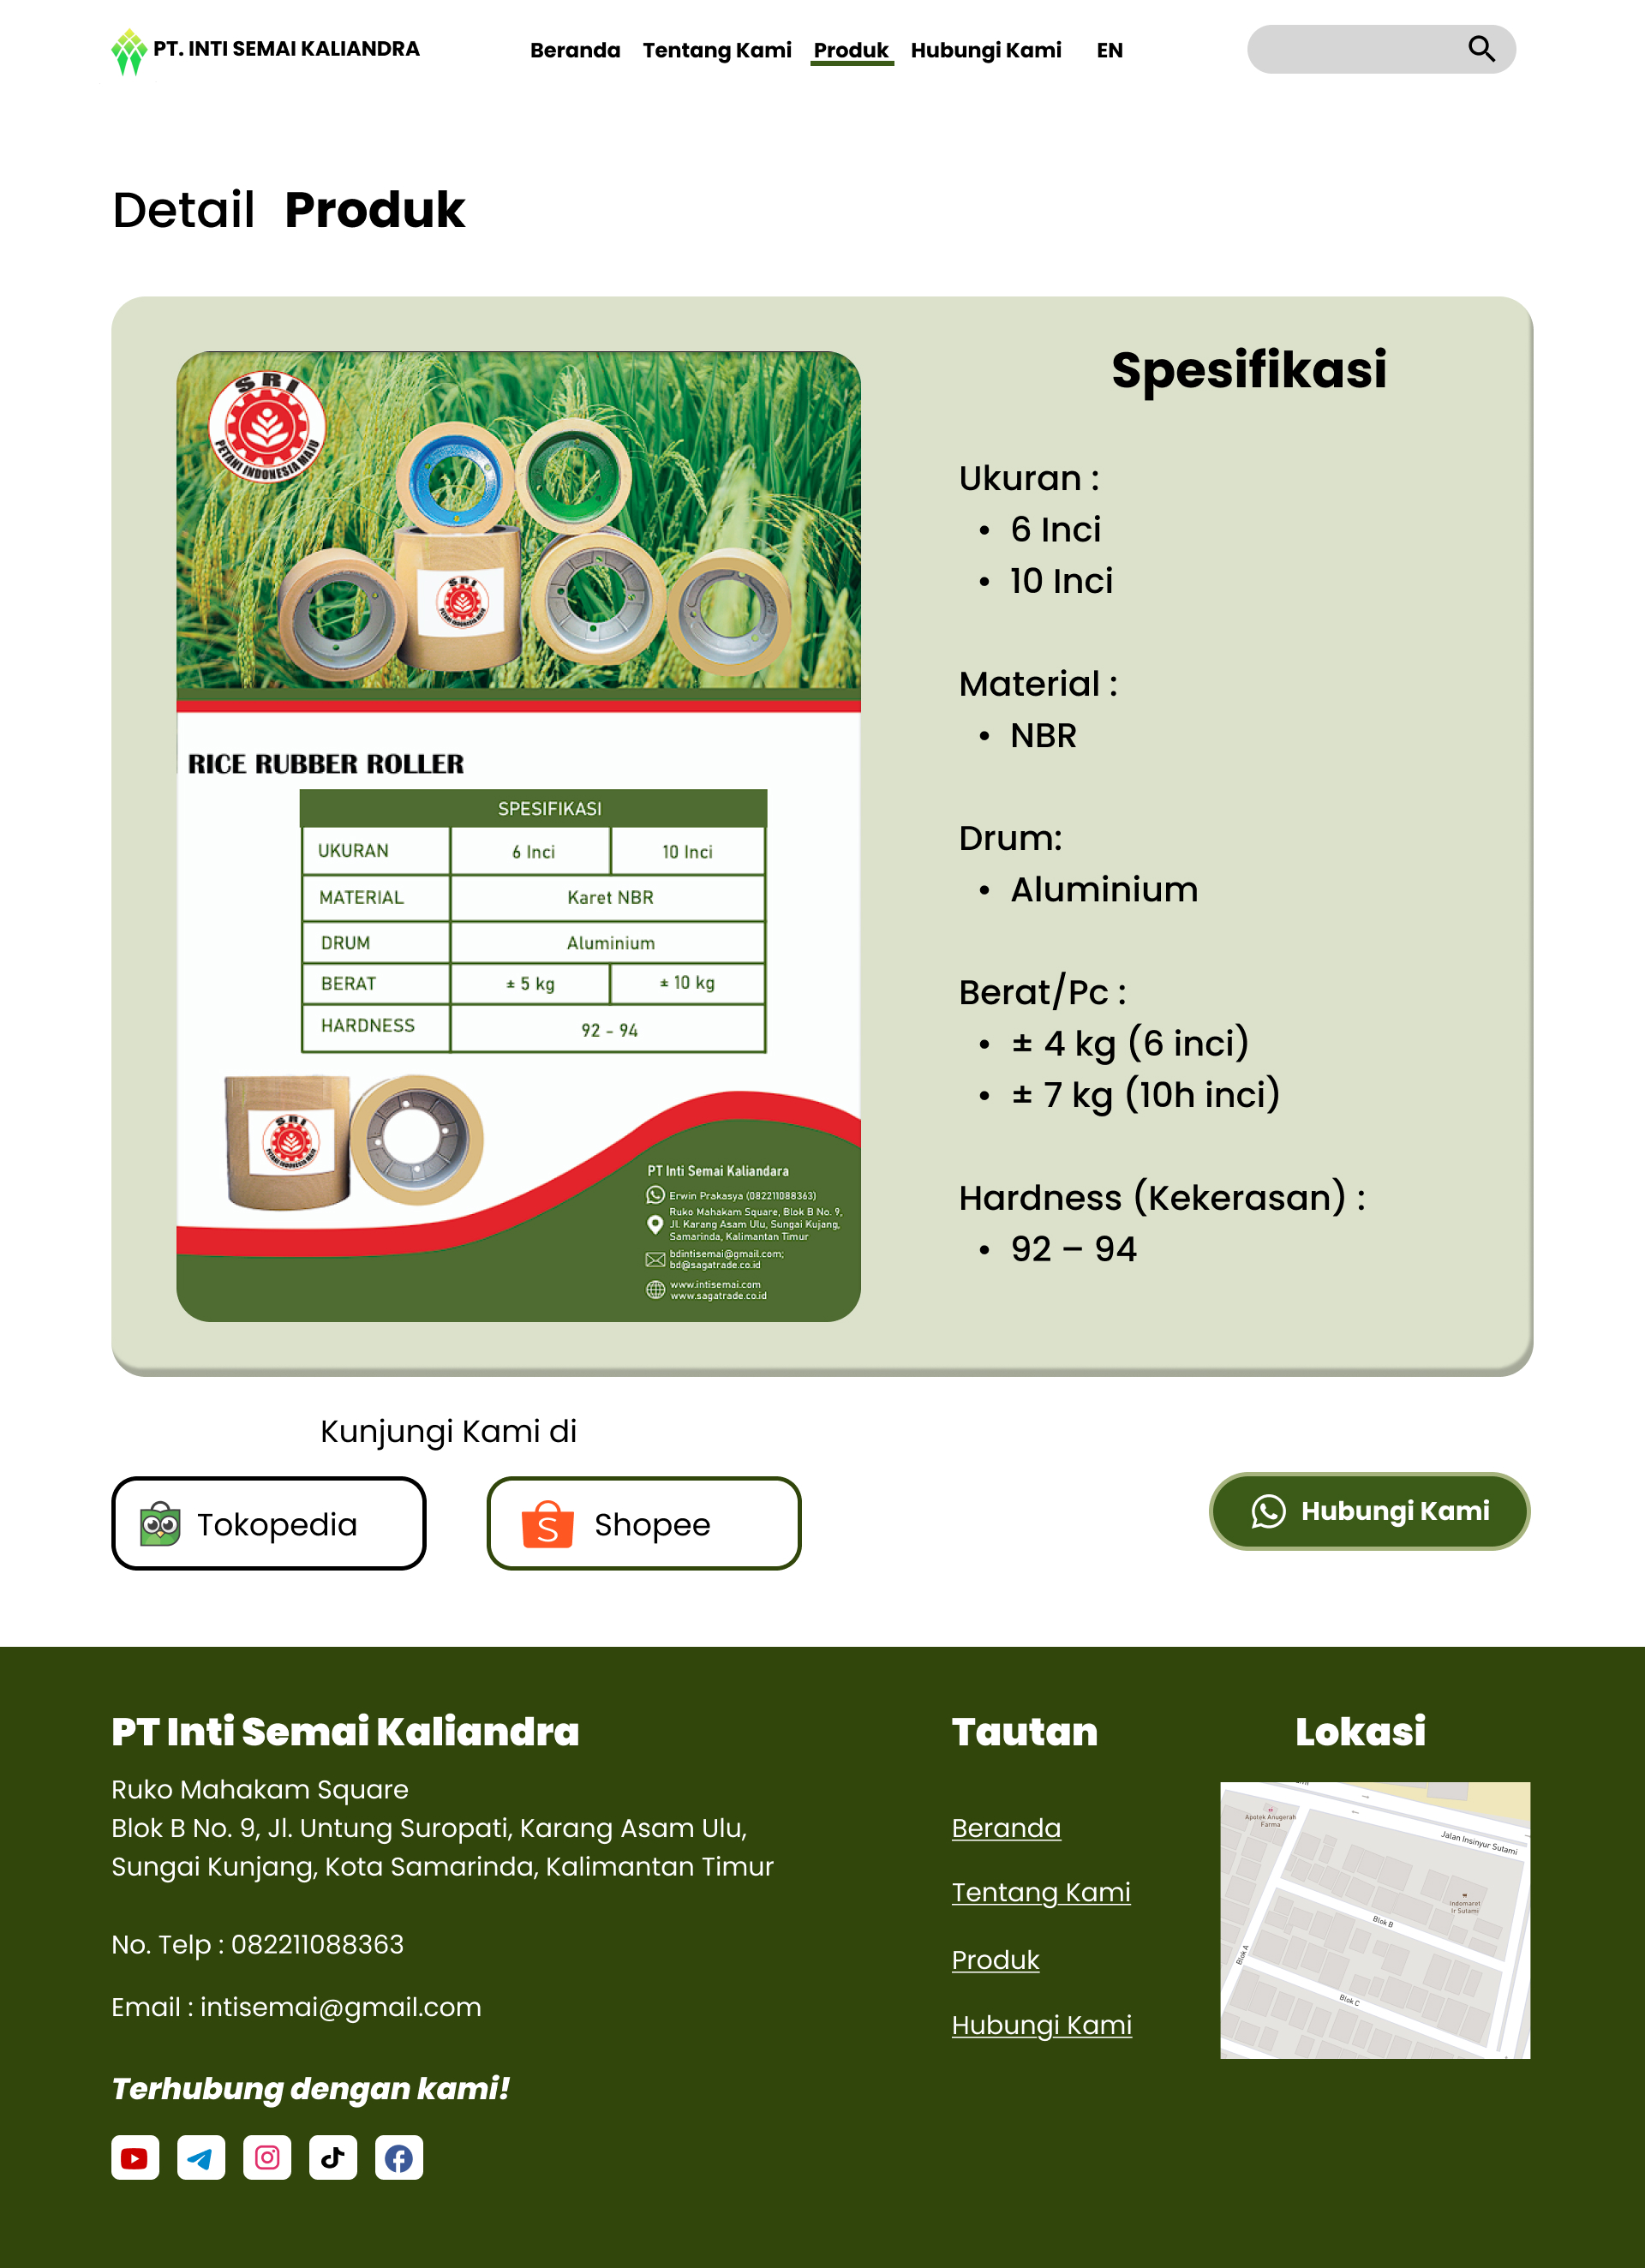 PT. INTI SEMAI KALIANDRA
Beranda Tentang Kami Produk Hubungi Kami EN
Detail Produk
SRI
PETANI INDONESIA MAJU
SRI
PETANI INDONESIA MAJU
RICE RUBBER ROLLER
SPESIFIKASI
UKURAN 6 Inci 10 Inci
MATERIAL Karet NBR
DRUM Aluminium
BERAT ± 5 kg ± 10 kg
HARDNESS 92 - 94
SRI
PETANI INDONESIA MAJU
PT Inti Semai Kaliandara
Erwin Prakasya (082211088363)
Ruko Mahakam Square, Blok B No. 9,
Jl. Karang Asam Ulu, Sungai Kujang,
Samarinda, Kalimantan Timur
bdintisemai@gmail.com;
bd@sagatrade.co.id
www.intisemai.com
www.sagatrade.co.id
Spesifikasi
Ukuran :
• 6 Inci
• 10 Inci
Material :
• NBR
Drum:
• Aluminium
Berat/Pc :
• ± 4 kg (6 inci)
• ± 7 kg (10h inci)
Hardness (Kekerasan) :
• 92 – 94
Kunjungi Kami di
Tokopedia
Shopee
Hubungi Kami
PT Inti Semai Kaliandra
Ruko Mahakam Square
Blok B No. 9, Jl. Untung Suropati, Karang Asam Ulu,
Sungai Kunjang, Kota Samarinda, Kalimantan Timur
No. Telp : 082211088363
Email : intisemai@gmail.com
Terhubung dengan kami!
Tautan
Beranda
Tentang Kami
Produk
Hubungi Kami
Lokasi
Apotek Anugerah
Farma
Jalan Insinyur Sutami
Indomaret
Ir Sutami
Blok B
Blok A
Blok C